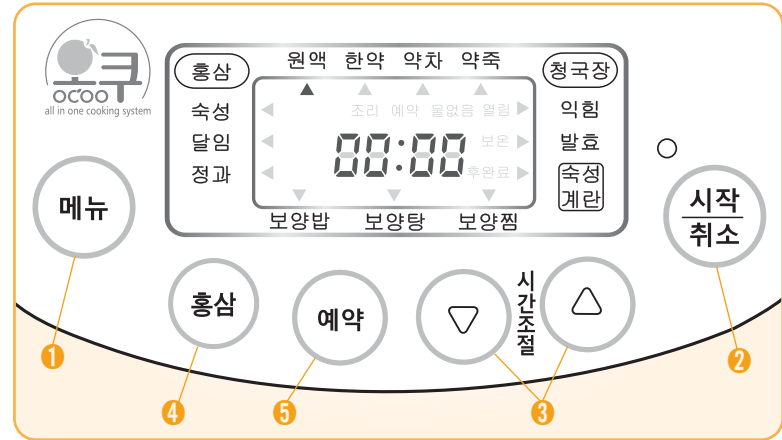 오쿠
OCOO
all in one cooking system
원액 한약 약차 약죽
홍삼
숙성
달임
정과
조리 예약 물없음 열림
보온
후완료
00:00
청국장
익힘
발효
숙성
계란
보양밥 보양탕 보양찜
메뉴
시작
취소
홍삼
예약
시간조절
1
2
4
5
3